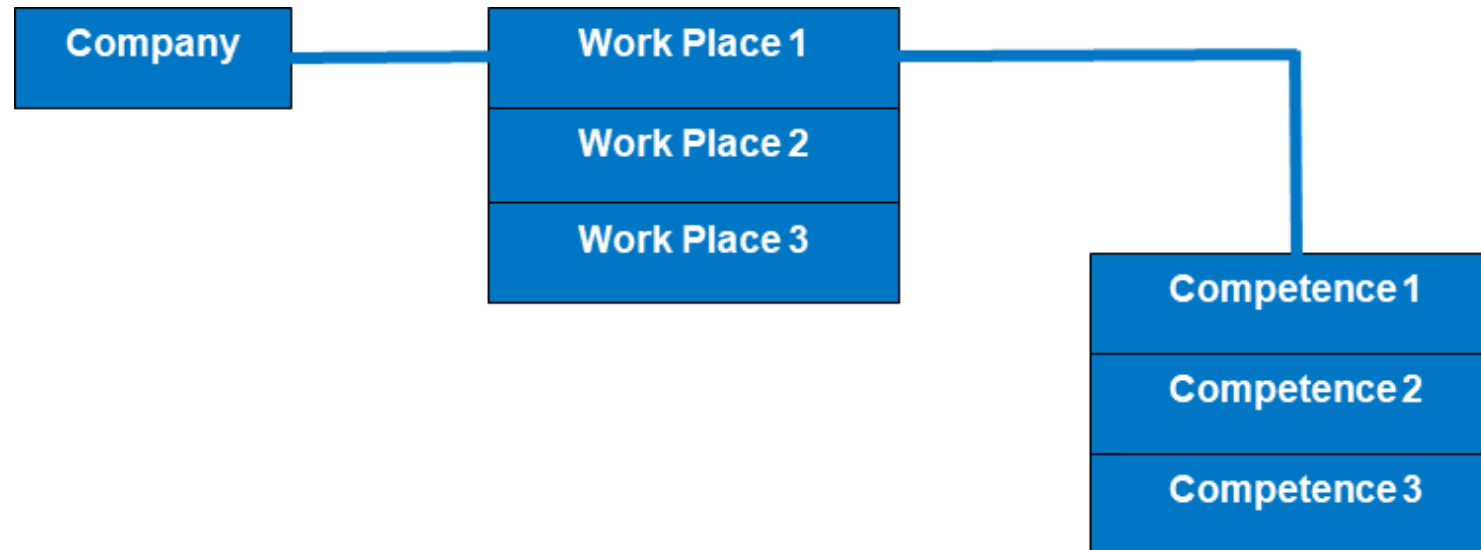 Company
Work Place 1
Work Place 2
Work Place 3
Competence 1
Competence 2
Competence 3